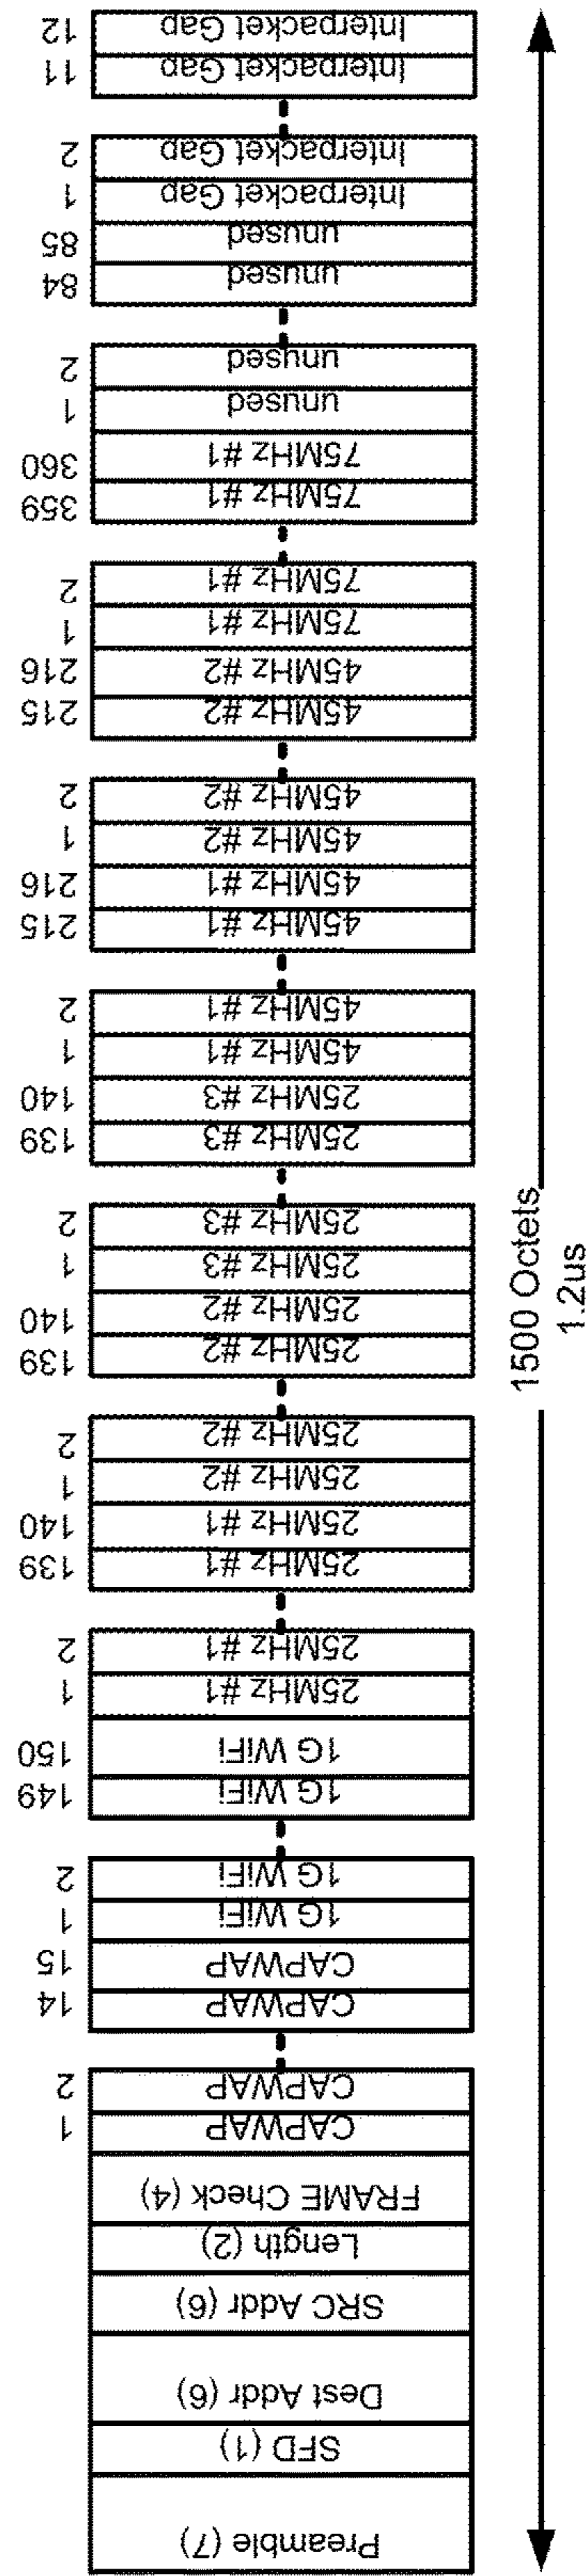 Preamble (7)
SFD (1)
Dest Addr (6)
SRC Addr (6)
Length (2)
FRAME Check (4)
CAPWAP 1
CAPWAP 2
CAPWAP 14
CAPWAP 15
1G WiFi 1
1G WiFi 2
1G WiFi 149
1G WiFi 150
25MHz #1 1
25MHz #1 2
25MHz #1 139
25MHz #1 140
25MHz #2 1
25MHz #2 2
25MHz #2 139
25MHz #2 140
25MHz #3 1
25MHz #3 2
25MHz #3 139
25MHz #3 140
45MHz #1 1
45MHz #1 2
45MHz #1 215
45MHz #1 216
45MHz #2 1
45MHz #2 2
45MHz #2 215
45MHz #2 216
75MHz #1 1
75MHz #1 2
75MHz #1 359
75MHz #1 360
unused 1
unused 2
unused 84
unused 85
Interpacket Gap 1
Interpacket Gap 2
Interpacket Gap 11
Interpacket Gap 12
1500 Octets
1.2us